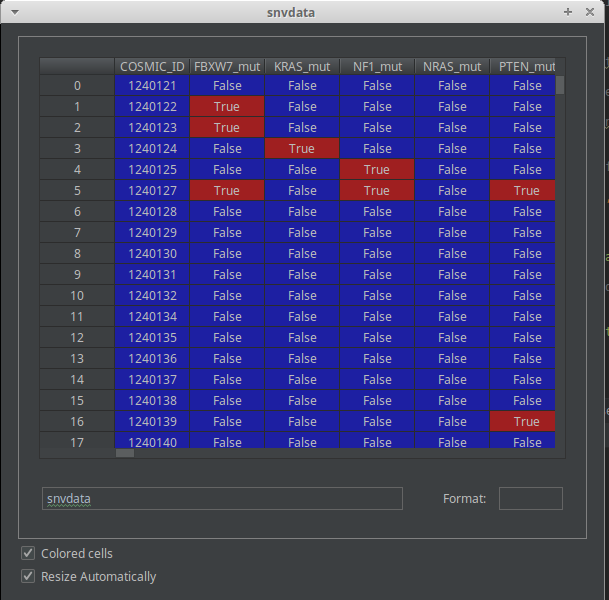 snvdata
COSMIC_ID FBXW7_mut KRAS_mut NF1_mut NRAS_mut PTEN_mut
0 1240121 False False False False False
1 1240122 True False False False False
2 1240123 True False False False False
3 1240124 False True False False False
4 1240125 False False True False False
5 1240127 True False True False True
6 1240128 False False False False False
7 1240129 False False False False False
8 1240130 False False False False False
9 1240131 False False False False False
10 1240132 False False False False False
11 1240134 False False False False False
12 1240135 False False False False False
13 1240136 False False False False False
14 1240137 False False False False False
15 1240138 False False False False False
16 1240139 False False False False True
17 1240140 False False False False False
snvdata Format:
Colored cells
Resize Automatically